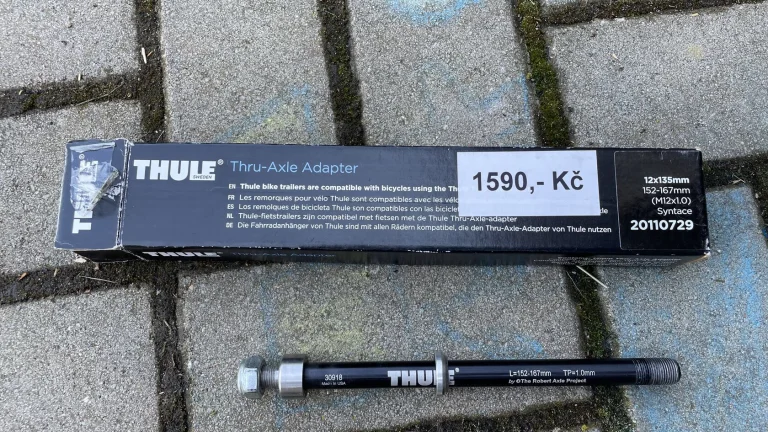 THULE
THULE
SWEDEN
Thru-Axle Adapter
EN Thule bike trailers are compatible with bicycles using the Th
FR Les remorques pour vélo Thule sont compatibles avec les vélo
ES Los remolques de bicicleta Thule son compatibles con las bicicle
NL Thule-fietstrailers zijn compatibel met fietsen met de Thule Thru-Axle-adapter
DE Die Fahrradanhänger von Thule sind mit allen Rädern kompatibel, die den Thru-Axle-Adapter von Thule nutzen
1590,- Kč
12x135mm
152-167mm
(M12x1.0)
Syntace
20110729
THULE
30918
Made in USA
THULE
L=152-167mm TP=1.0mm
by ©The Robert Axle Project